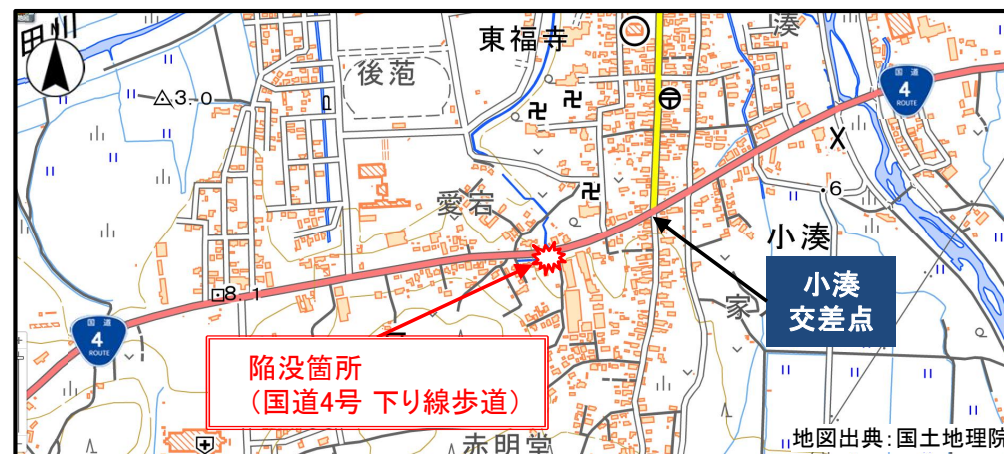 田川
東福寺
湊
後萢
国道
4
ROUTE
3.0
愛宕
6
小湊
小湊
交差点
家
8.1
国道
4
ROUTE
陥没箇所
（国道4号 下り線歩道）
赤明堂
地図出典：国土地理院